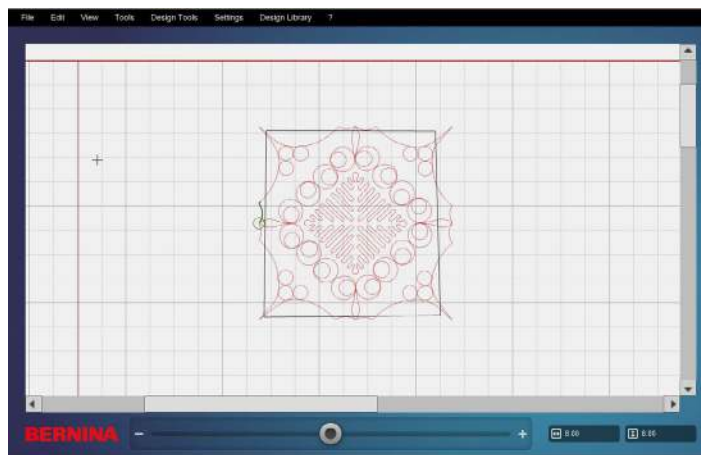 File Edit View Tools Design Tools Settings Design Library ?
BERNINA - + 8.00 8.00